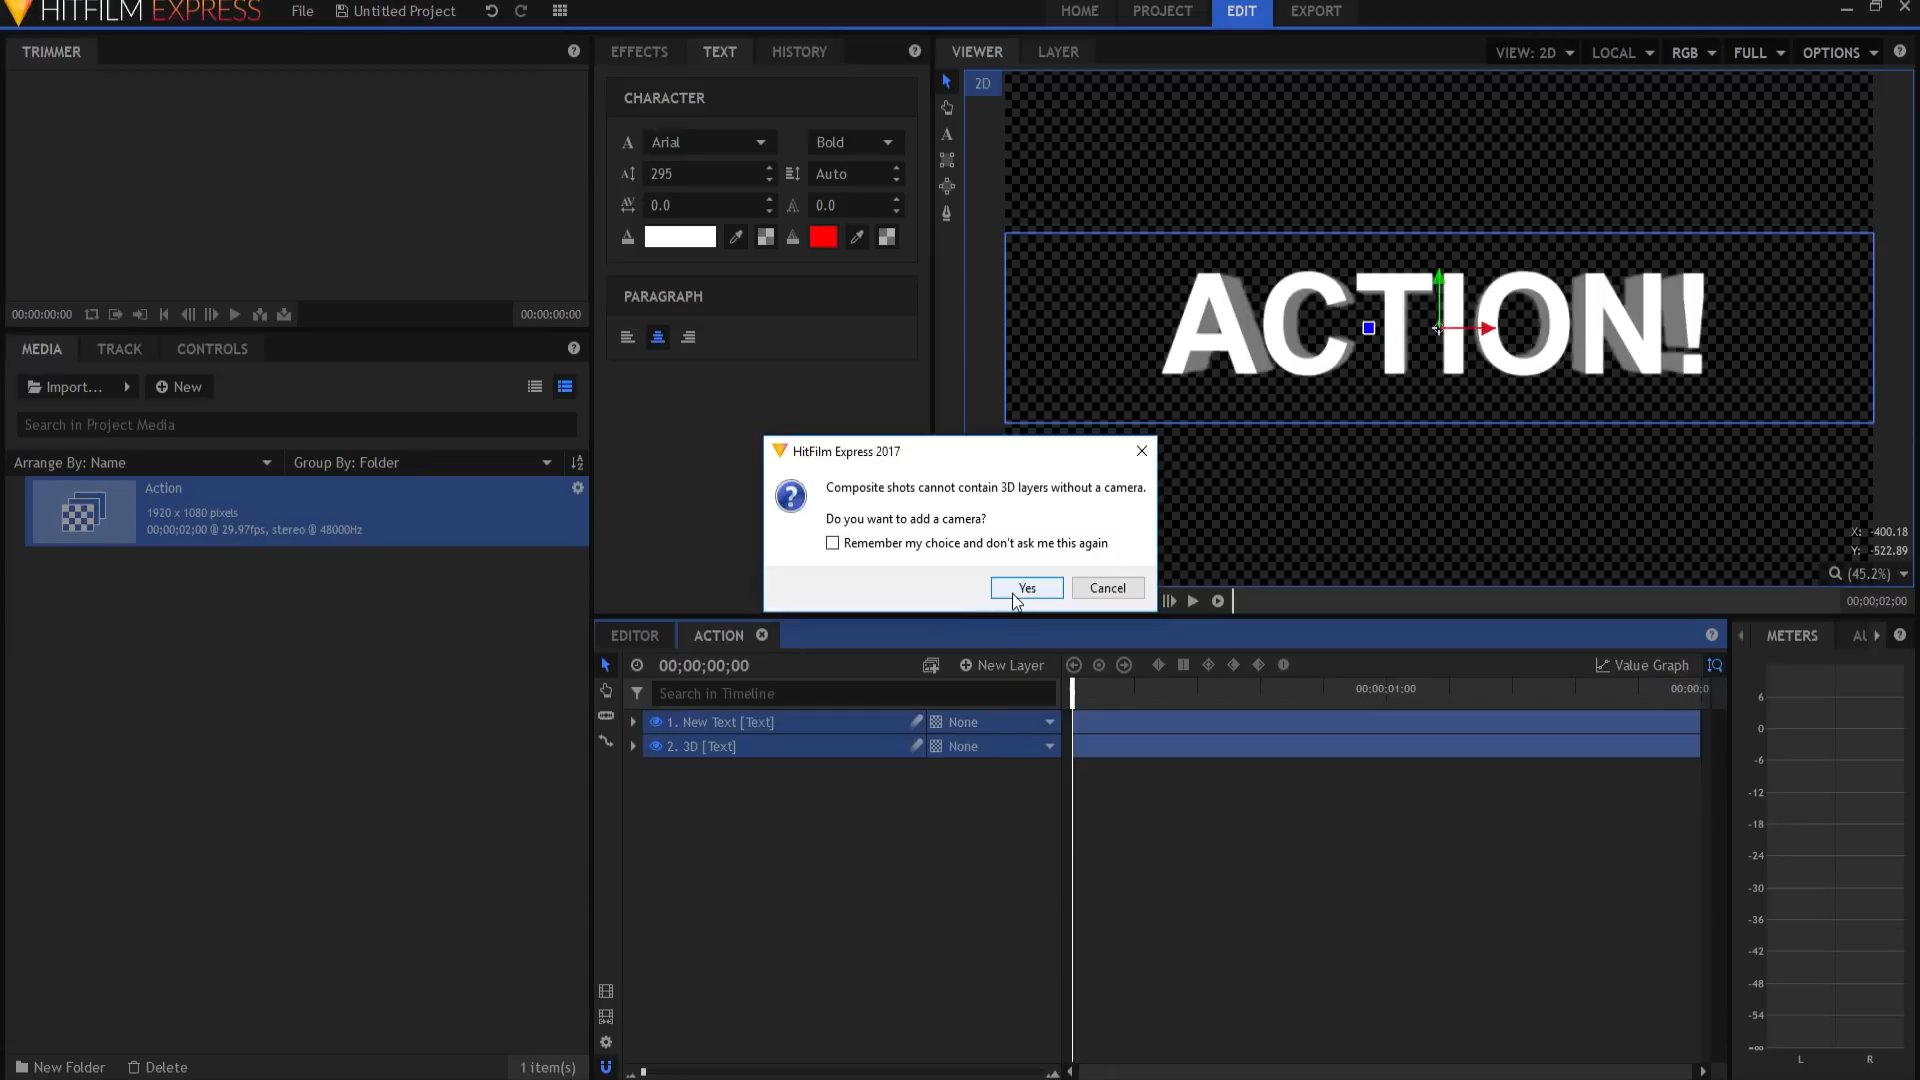 HITFILM EXPRESS
File
Untitled Project
HOME
PROJECT
EDIT
EXPORT
TRIMMER
EFFECTS
TEXT
HISTORY
VIEWER
LAYER
VIEW: 2D
LOCAL
RGB
FULL
OPTIONS
2D
CHARACTER
Arial
Bold
295
Auto
0.0
0.0
PARAGRAPH
ACTION!
00:00:00:00
00:00:00:00
MEDIA
TRACK
CONTROLS
Import...
New
Search in Project Media
Arrange By: Name
Group By: Folder
Action
1920 x 1080 pixels
00;00;02;00 @ 29.97fps, stereo @ 48000Hz
HitFilm Express 2017
Composite shots cannot contain 3D layers without a camera.
Do you want to add a camera?
Remember my choice and don't ask me this again
Yes
Cancel
X: -400.18
Y: -522.89
(45.2%)
00;00;02;00
EDITOR
ACTION
METERS
AU
00;00;00;00
New Layer
Value Graph
Search in Timeline
00;00;01;00
00;00;0
1. New Text [Text]
None
2. 3D [Text]
None
6
0
-6
-12
-18
-24
-30
-36
-42
-48
-54
-∞
L
R
New Folder
Delete
1 item(s)